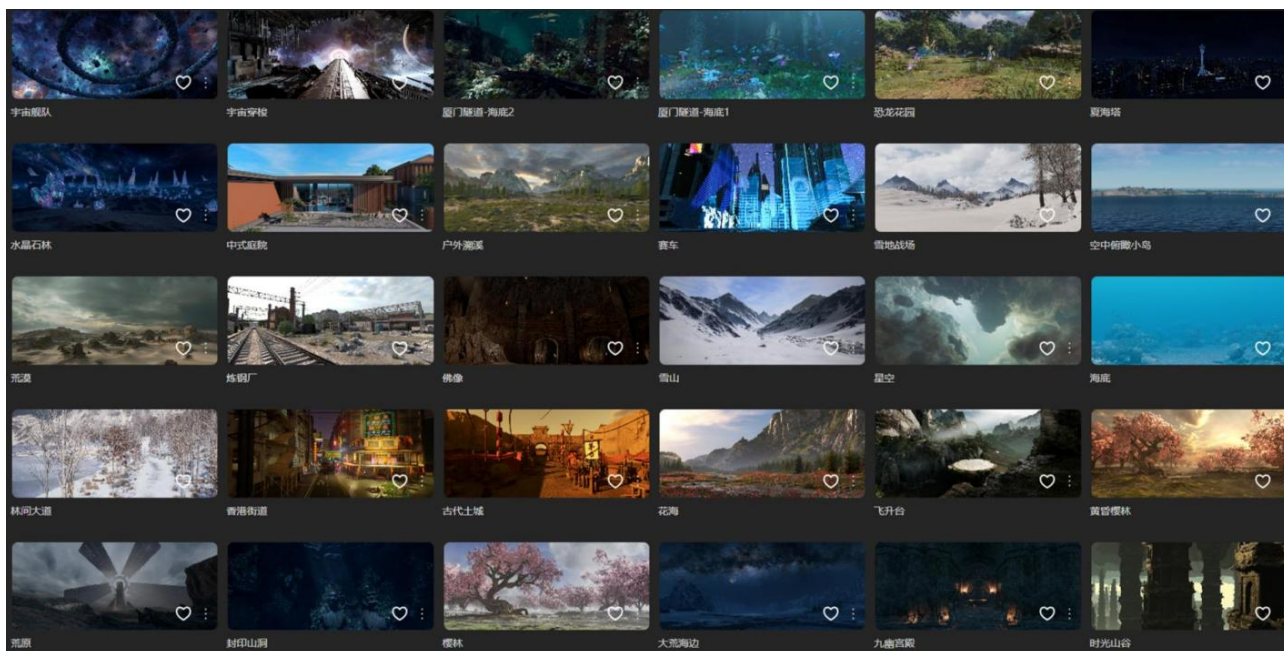 宇宙舰队
宇宙穿梭
厦门隧道-海底2
厦门隧道-海底1
恐龙花园
夏海塔
水晶石林
中式庭院
户外溯溪
赛车
雪地战场
空中俯瞰小岛
荒漠
炼钢厂
佛像
雪山
星空
海底
林间大道
香港街道
古代土城
花海
飞升台
黄昏樱林
荒原
封印山洞
樱林
大荒海边
九幽宫殿
时光山谷